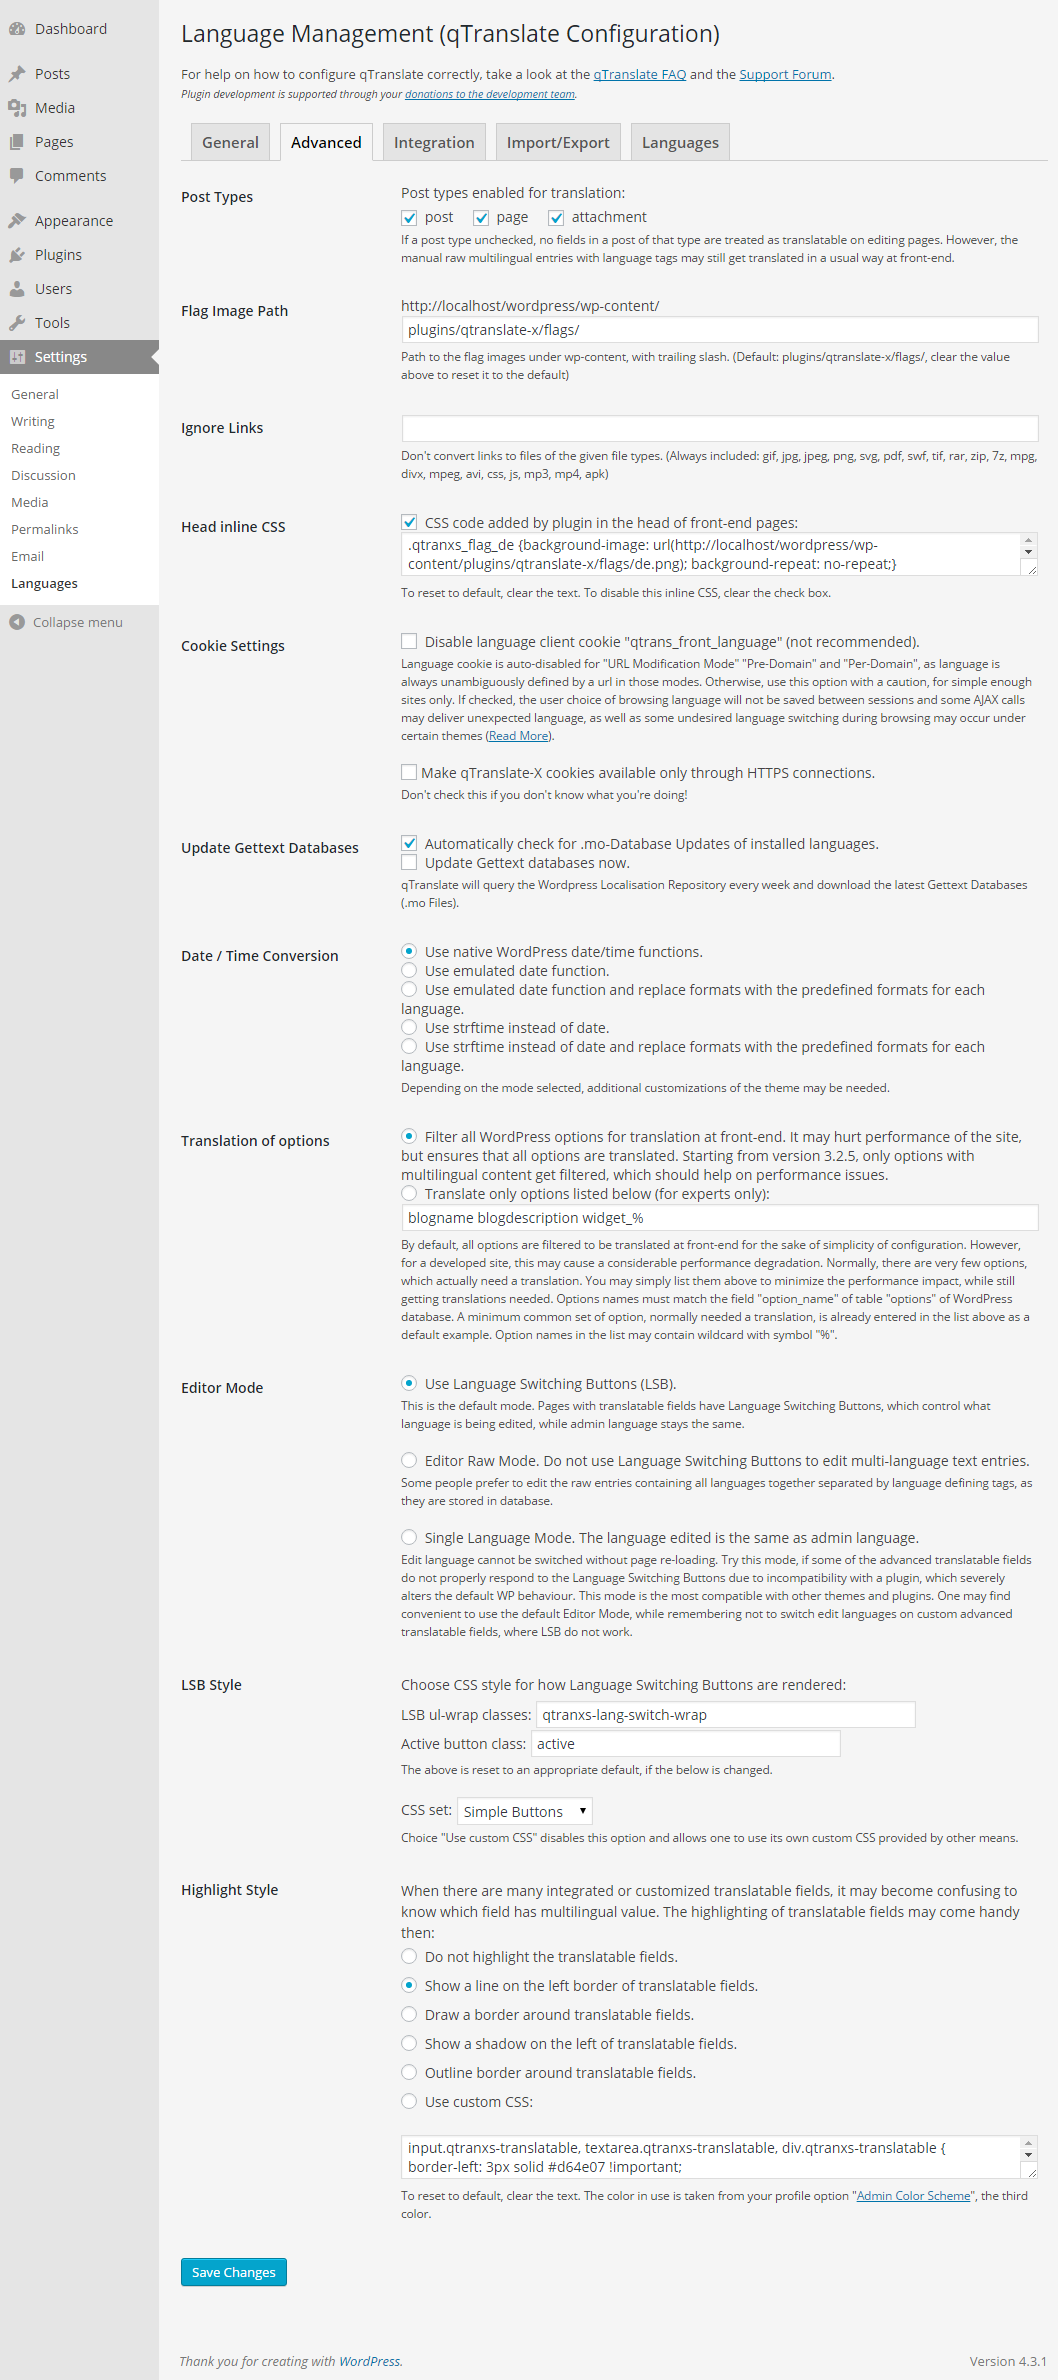 Dashboard
Posts
Media
Pages
Comments
Appearance
Plugins
Users
Tools
Settings
General
Writing
Reading
Discussion
Media
Permalinks
Email
Languages
Collapse menu
Language Management (qTranslate Configuration)
For help on how to configure qTranslate correctly, take a look at the qTranslate FAQ and the Support Forum.
Plugin development is supported through your donations to the development team.
General Advanced Integration Import/Export Languages
Post Types
Post types enabled for translation:
post page attachment
If a post type unchecked, no fields in a post of that type are treated as translatable on editing pages. However, the
manual raw multilingual entries with language tags may still get translated in a usual way at front-end.
Flag Image Path
http://localhost/wordpress/wp-content/
plugins/qtranslate-x/flags/
Path to the flag images under wp-content, with trailing slash. (Default: plugins/qtranslate-x/flags/, clear the value
above to reset it to the default)
Ignore Links
Don't convert links to files of the given file types. (Always included: gif, jpg, jpeg, png, svg, pdf, swf, tif, rar, zip, 7z, mpg,
divx, mpeg, avi, css, js, mp3, mp4, apk)
Head inline CSS
CSS code added by plugin in the head of front-end pages:
.qtranxs_flag_de {background-image: url(http://localhost/wordpress/wp-
content/plugins/qtranslate-x/flags/de.png); background-repeat: no-repeat;}
To reset to default, clear the text. To disable this inline CSS, clear the check box.
Cookie Settings
Disable language client cookie "qtrans_front_language" (not recommended).
Language cookie is auto-disabled for "URL Modification Mode" "Pre-Domain" and "Per-Domain", as language is
always unambiguously defined by a url in those modes. Otherwise, use this option with a caution, for simple enough
sites only. If checked, the user choice of browsing language will not be saved between sessions and some AJAX calls
may deliver unexpected language, as well as some undesired language switching during browsing may occur under
certain themes (Read More).
Make qTranslate-X cookies available only through HTTPS connections.
Don't check this if you don't know what you're doing!
Update Gettext Databases
Automatically check for .mo-Database Updates of installed languages.
Update Gettext databases now.
qTranslate will query the Wordpress Localisation Repository every week and download the latest Gettext Databases
(.mo Files).
Date / Time Conversion
Use native WordPress date/time functions.
Use emulated date function.
Use emulated date function and replace formats with the predefined formats for each
language.
Use strftime instead of date.
Use strftime instead of date and replace formats with the predefined formats for each
language.
Depending on the mode selected, additional customizations of the theme may be needed.
Translation of options
Filter all WordPress options for translation at front-end. It may hurt performance of the site,
but ensures that all options are translated. Starting from version 3.2.5, only options with
multilingual content get filtered, which should help on performance issues.
Translate only options listed below (for experts only):
blogname blogdescription widget_%
By default, all options are filtered to be translated at front-end for the sake of simplicity of configuration. However,
for a developed site, this may cause a considerable performance degradation. Normally, there are very few options,
which actually need a translation. You may simply list them above to minimize the performance impact, while still
getting translations needed. Options names must match the field "option_name" of table "options" of WordPress
database. A minimum common set of option, normally needed a translation, is already entered in the list above as a
default example. Option names in the list may contain wildcard with symbol "%".
Editor Mode
Use Language Switching Buttons (LSB).
This is the default mode. Pages with translatable fields have Language Switching Buttons, which control what
language is being edited, while admin language stays the same.
Editor Raw Mode. Do not use Language Switching Buttons to edit multi-language text entries.
Some people prefer to edit the raw entries containing all languages together separated by language defining tags, as
they are stored in database.
Single Language Mode. The language edited is the same as admin language.
Edit language cannot be switched without page re-loading. Try this mode, if some of the advanced translatable fields
do not properly respond to the Language Switching Buttons due to incompatibility with a plugin, which severely
alters the default WP behaviour. This mode is the most compatible with other themes and plugins. One may find
convenient to use the default Editor Mode, while remembering not to switch edit languages on custom advanced
translatable fields, where LSB do not work.
LSB Style
Choose CSS style for how Language Switching Buttons are rendered:
LSB ul-wrap classes: qtranxs-lang-switch-wrap
Active button class: active
The above is reset to an appropriate default, if the below is changed.
CSS set: Simple Buttons
Choice "Use custom CSS" disables this option and allows one to use its own custom CSS provided by other means.
Highlight Style
When there are many integrated or customized translatable fields, it may become confusing to
know which field has multilingual value. The highlighting of translatable fields may come handy
then:
Do not highlight the translatable fields.
Show a line on the left border of translatable fields.
Draw a border around translatable fields.
Show a shadow on the left of translatable fields.
Outline border around translatable fields.
Use custom CSS:
input.qtranxs-translatable, textarea.qtranxs-translatable, div.qtranxs-translatable {
border-left: 3px solid #d64e07 !important;
To reset to default, clear the text. The color in use is taken from your profile option "Admin Color Scheme", the third
color.
Save Changes
Thank you for creating with WordPress.
Version 4.3.1